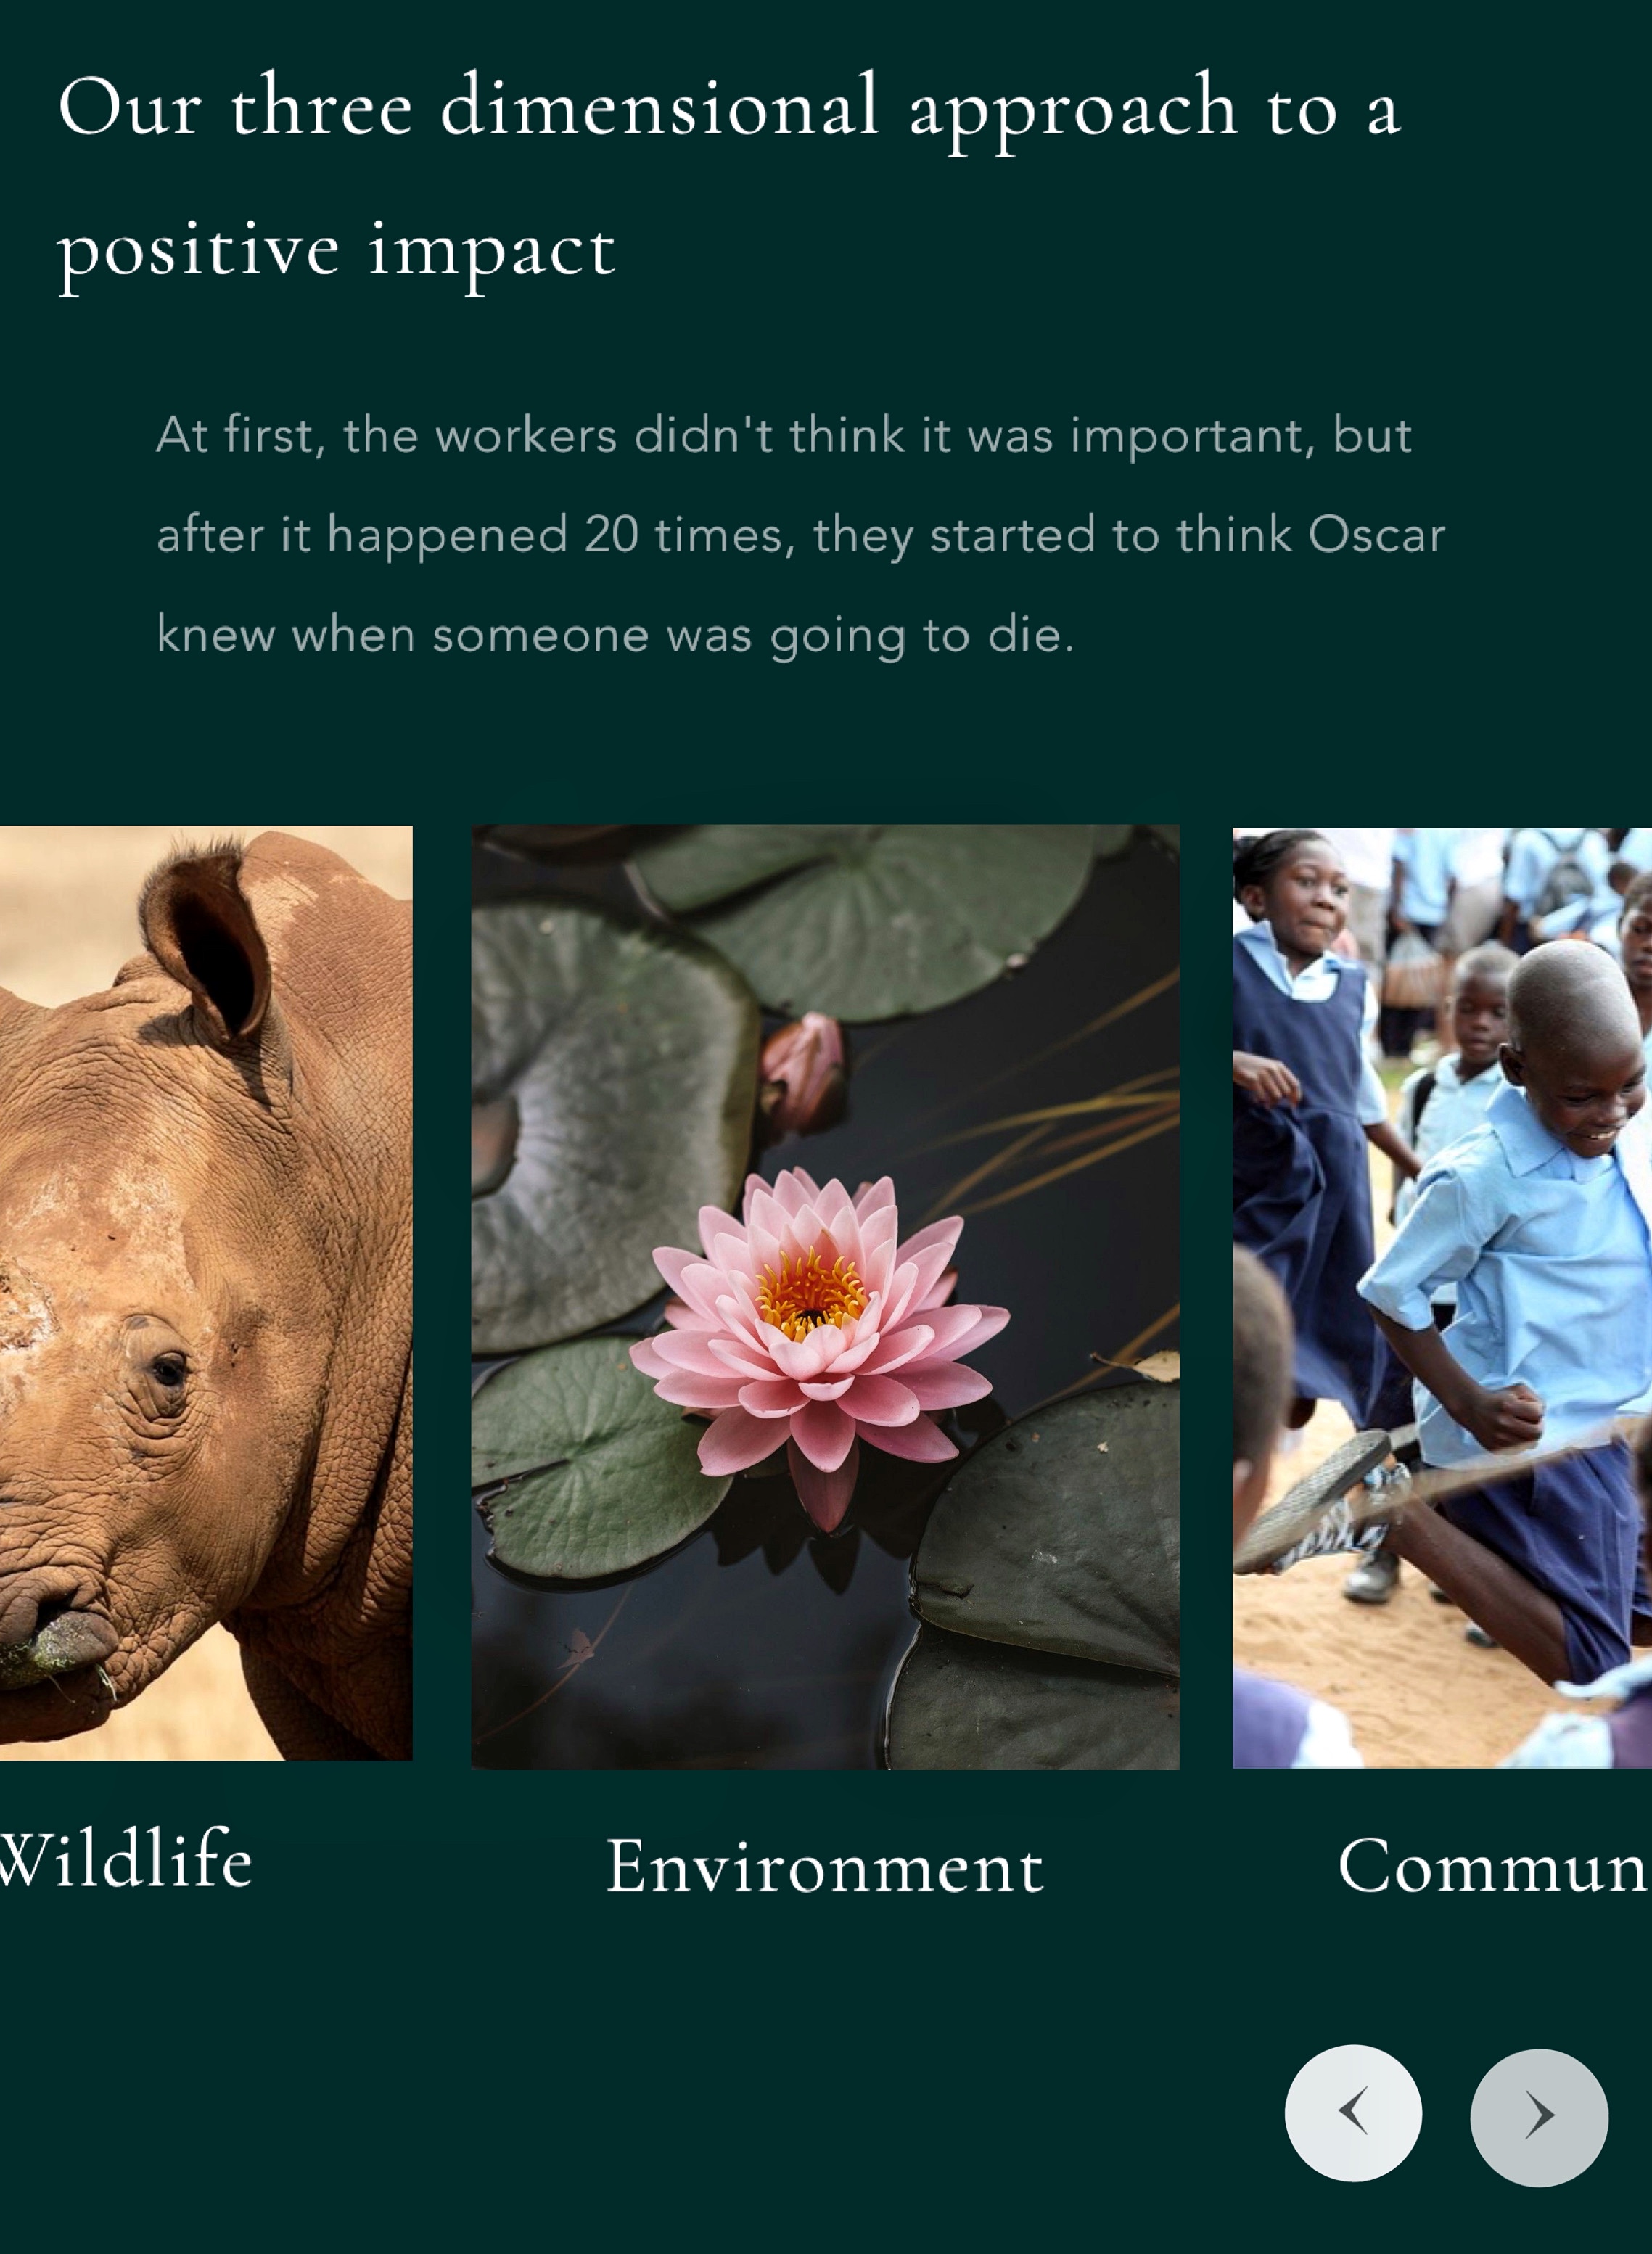 Our three dimensional approach to a
positive impact
At first, the workers didn't think it was important, but
after it happened 20 times, they started to think Oscar
knew when someone was going to die.
Wildlife
Environment
Commun